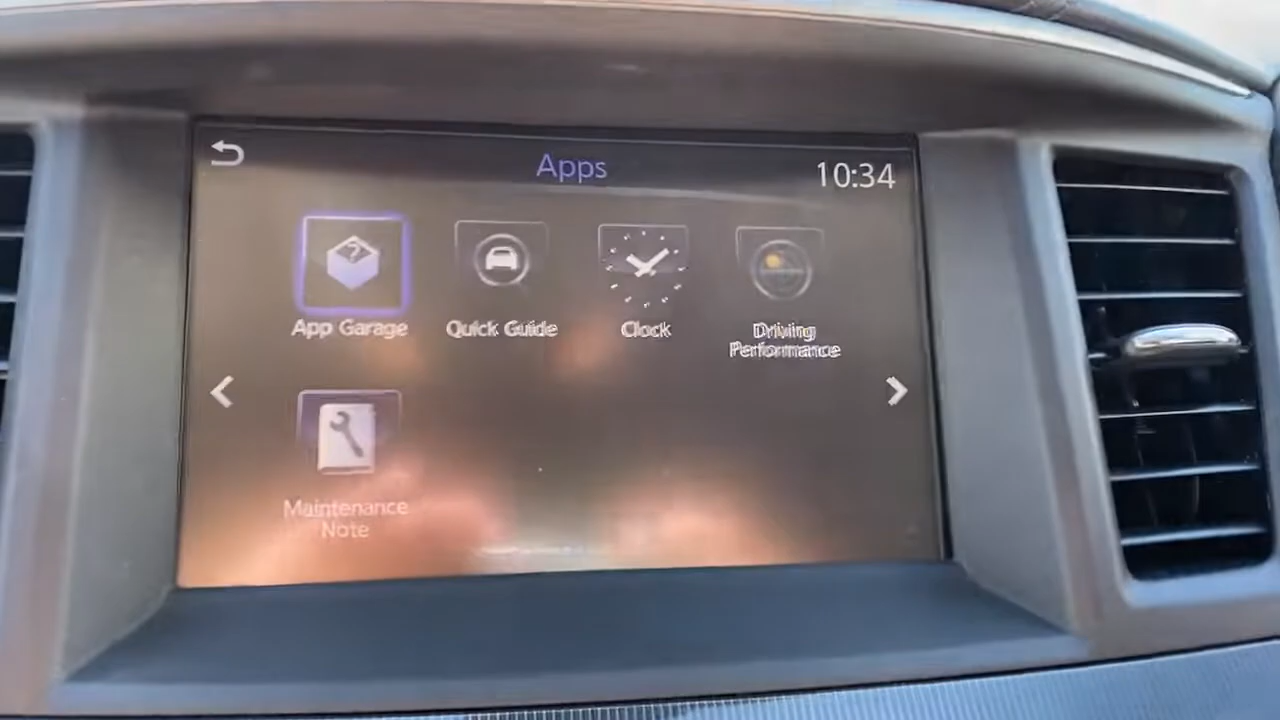 Apps
10:34
App Garage
Quick Guide
Clock
Driving
Performance
Maintenance
Note